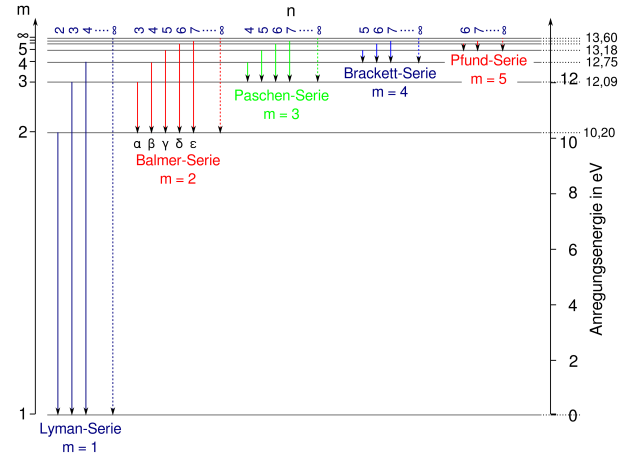 m
n
2 3 4 ····· ∞
3 4 5 6 7 ····· ∞
4 5 6 7 ····· ∞
5 6 7 ····· ∞
6 7 ····· ∞
∞
5
4
3
2
1
13,60
13,18
12,75
12,09
10,20
12
10
8
6
4
2
0
Anregungsenergie in eV
Pfund-Serie
m = 5
Brackett-Serie
m = 4
Paschen-Serie
m = 3
α β γ δ ε
Balmer-Serie
m = 2
Lyman-Serie
m = 1